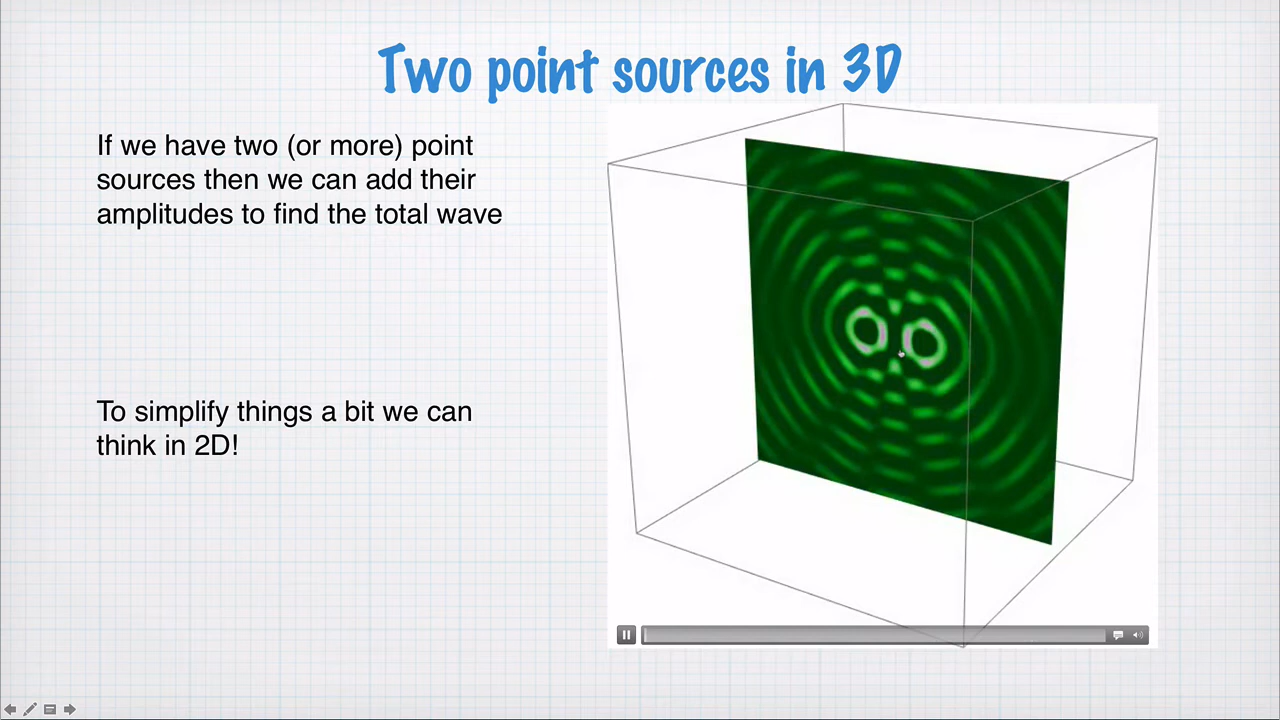 Two point sources in 3D
If we have two (or more) point
sources then we can add their
amplitudes to find the total wave
To simplify things a bit we can
think in 2D!